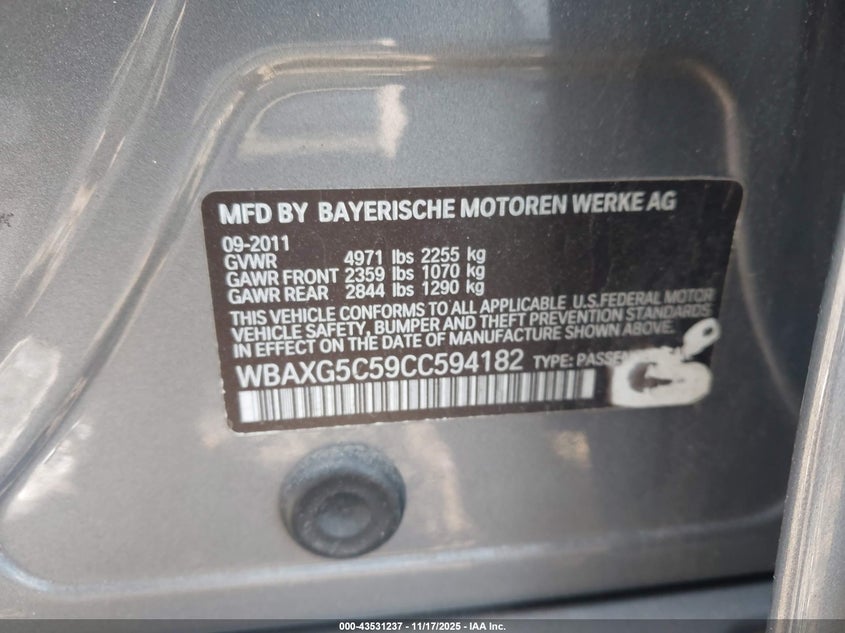 MFD BY BAYERISCHE MOTOREN WERKE AG
09-2011
GVWR 4971 lbs 2255 kg
GAWR FRONT 2359 lbs 1070 kg
GAWR REAR 2844 lbs 1290 kg
THIS VEHICLE CONFORMS TO ALL APPLICABLE U.S.FEDERAL MOTOR
VEHICLE SAFETY, BUMPER AND THEFT PREVENTION STANDARDS
IN EFFECT ON THE DATE OF MANUFACTURE SHOWN ABOVE.
WBAXG5C59CC594182 TYPE:
000-43531237 - 11/17/2025 - IAA Inc.